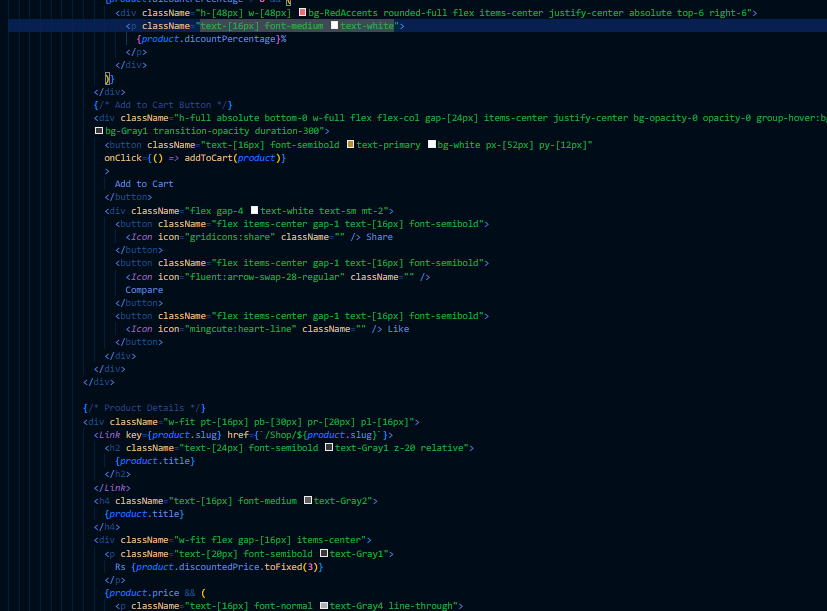 <div className="h-[48px] w-[48px] bg-RedAccents rounded-full flex items-center justify-center absolute top-6 right-6">
<p className="text-[16px] font-medium text-white">
{product.dicountPercentage}%
</p>
</div>
)}
</div>
{/* Add to Cart Button */}
<div className="h-full absolute bottom-0 w-full flex flex-col gap-[24px] items-center justify-center bg-opacity-0 opacity-0 group-hover:bg
bg-Gray1 transition-opacity duration-300">
<button className="text-[16px] font-semibold text-primary bg-white px-[52px] py-[12px]"
onClick={() => addToCart(product)}
>
Add to Cart
</button>
<div className="flex gap-4 text-white text-sm mt-2">
<button className="flex items-center gap-1 text-[16px] font-semibold">
<Icon icon="gridicons:share" className="" /> Share
</button>
<button className="flex items-center gap-1 text-[16px] font-semibold">
<Icon icon="fluent:arrow-swap-28-regular" className="" />
Compare
</button>
<button className="flex items-center gap-1 text-[16px] font-semibold">
<Icon icon="mingcute:heart-line" className="" /> Like
</button>
</div>
</div>
</div>
{/* Product Details */}
<div className="w-fit pt-[16px] pb-[30px] pr-[20px] pl-[16px]">
<Link key={product.slug} href={`/Shop/${product.slug}`}>
<h2 className="text-[24px] font-semibold text-Gray1 z-20 relative">
{product.title}
</h2>
</Link>
<h4 className="text-[16px] font-medium text-Gray2">
{product.title}
</h4>
<div className="w-fit flex gap-[16px] items-center">
<p className="text-[20px] font-semibold text-Gray1">
Rs {product.discountedPrice.toFixed(3)}
</p>
{product.price && (
<p className="text-[16px] font-normal text-Gray4 line-through">